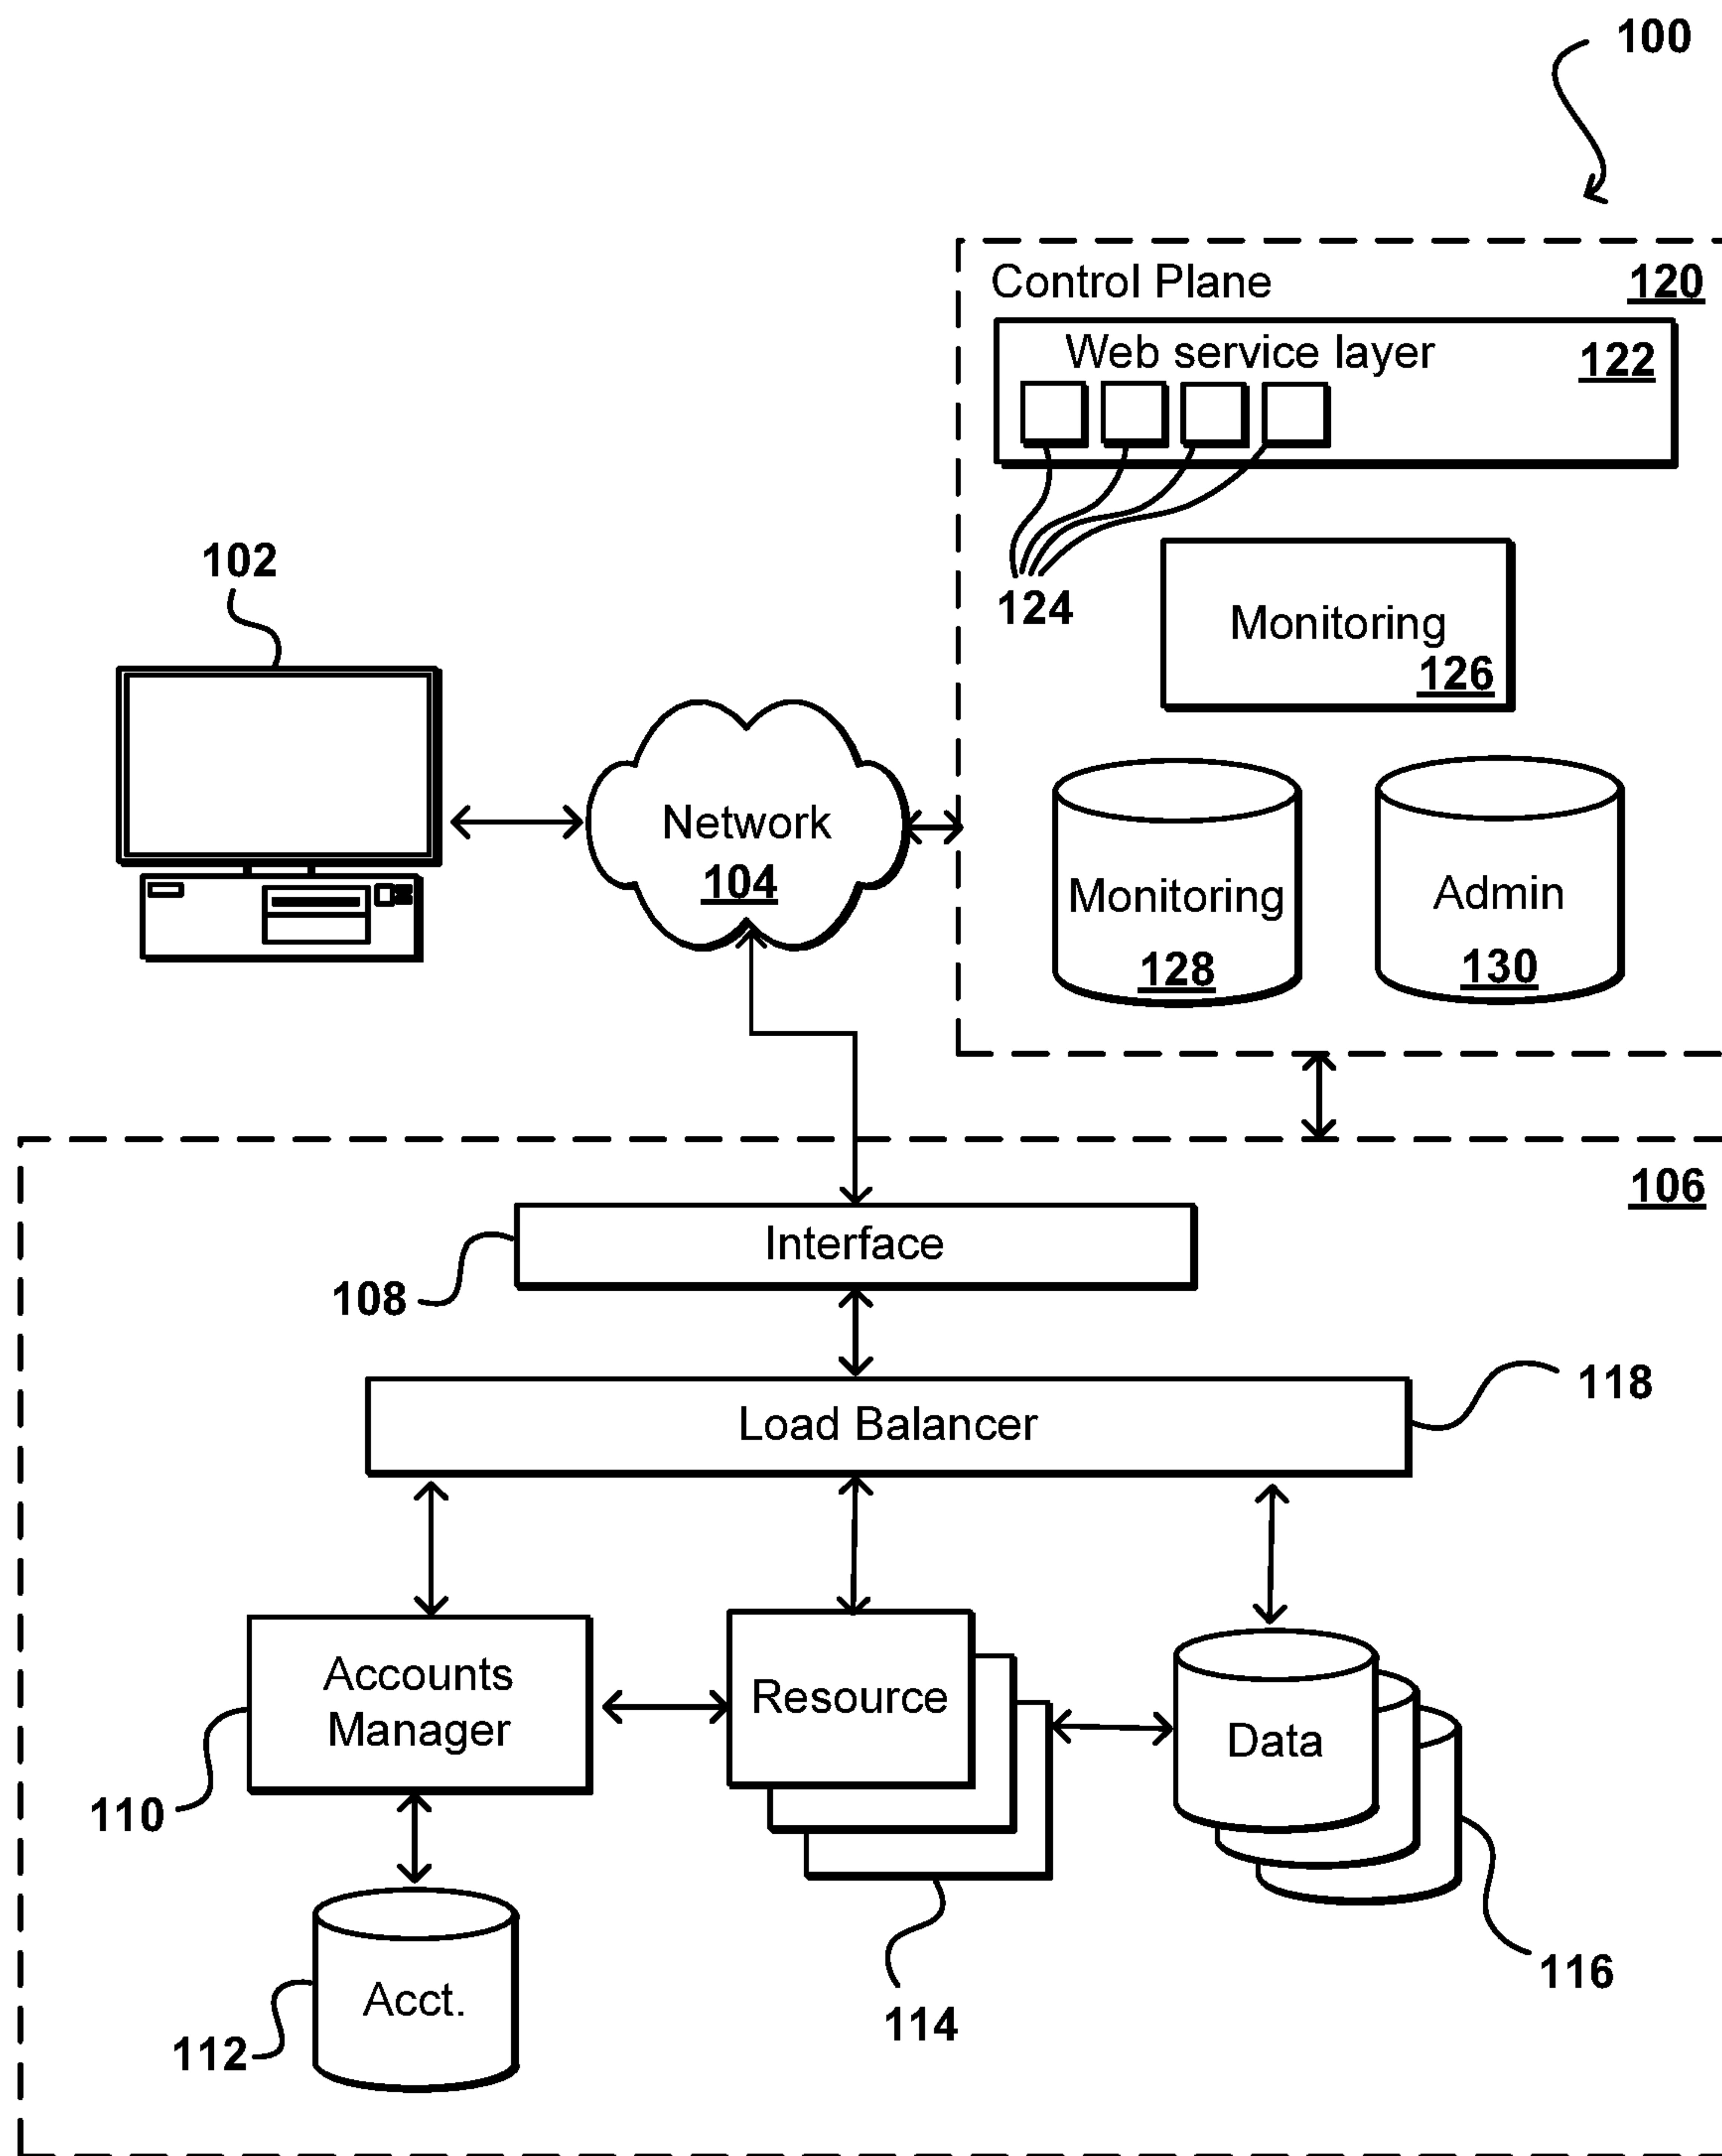 100
Control Plane
120
Web service layer
122
124
102
Monitoring
126
Network
104
Monitoring
128
Admin
130
106
Interface
108
118
Load Balancer
Accounts
Manager
Resource
Data
110
116
114
Acct.
112